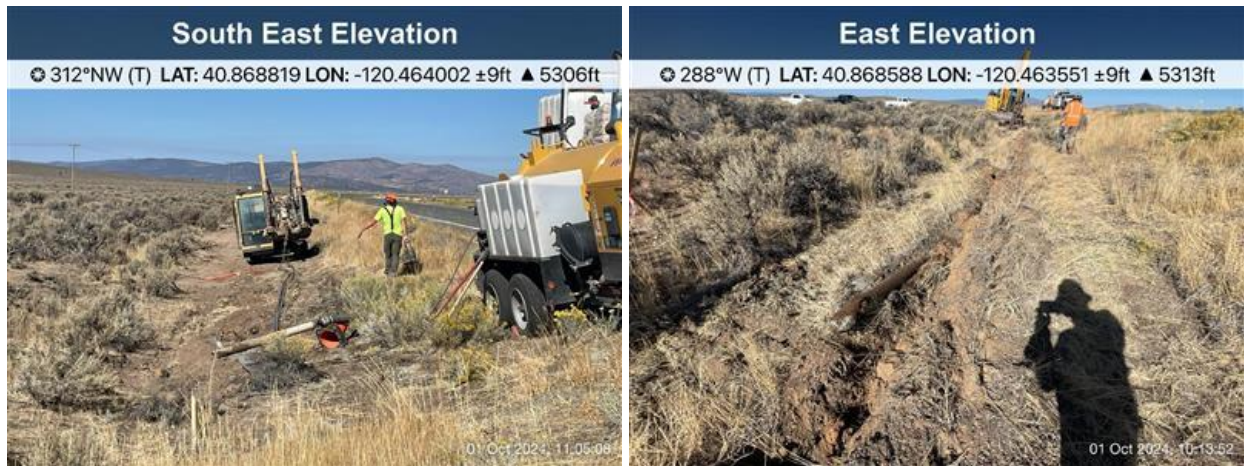 South East Elevation
312°NW (T) LAT: 40.868819 LON: -120.464002 ±9ft ▲ 5306ft
01 Oct 2024, 11:05:08
East Elevation
288°W (T) LAT: 40.868588 LON: -120.463551 ±9ft ▲ 5313ft
01 Oct 2024, 10:13:52